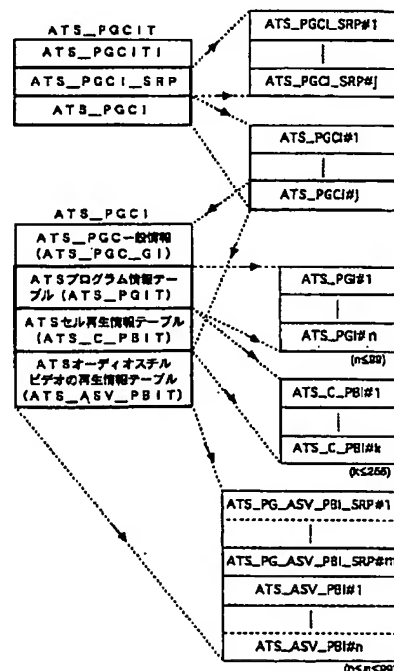 ATS_PGCIT
ATS_PGCITI
ATS_PGCI_SRP
ATS_PGCI
ATS_PGCI_SRP#1
ATS_PGCI_SRP#j
ATS_PGCI#1
ATS_PGCI#j
ATS_PGCI
ATS_PGC一般情報
(ATS_PGC_GI)
ATSプログラム情報テー
ブル(ATS_PGIT)
ATSセル再生情報テーブル
(ATS_C_PBIT)
ATSオーディオスチル
ビデオの再生情報テーブル
(ATS_ASV_PBIT)
ATS_PGI#1
ATS_PGI#n
(n≤99)
ATS_C_PBI#1
ATS_C_PBI#k
(k≤255)
ATS_PG_ASV_PBI_SRP#1
ATS_PG_ASV_PBI_SRP#m
ATS_ASV_PBI#1
ATS_ASV_PBI#n